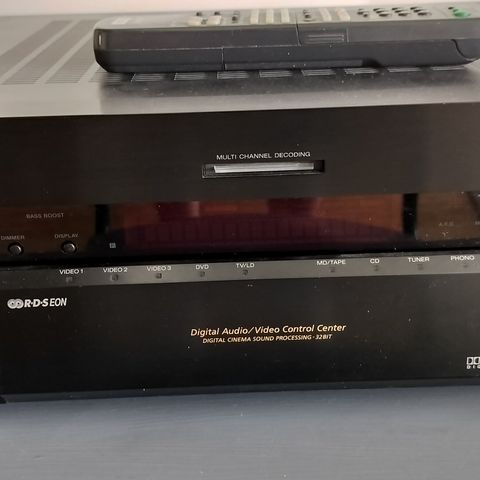 MULTI CHANNEL DECODING
BASS BOOST
DIMMER DISPLAY
A.F.D.
VIDEO 1 VIDEO 2 VIDEO 3 DVD TV/LD MD/TAPE CD TUNER PHONO
R·D·S EON
Digital Audio/Video Control Center
DIGITAL CINEMA SOUND PROCESSING · 32BIT